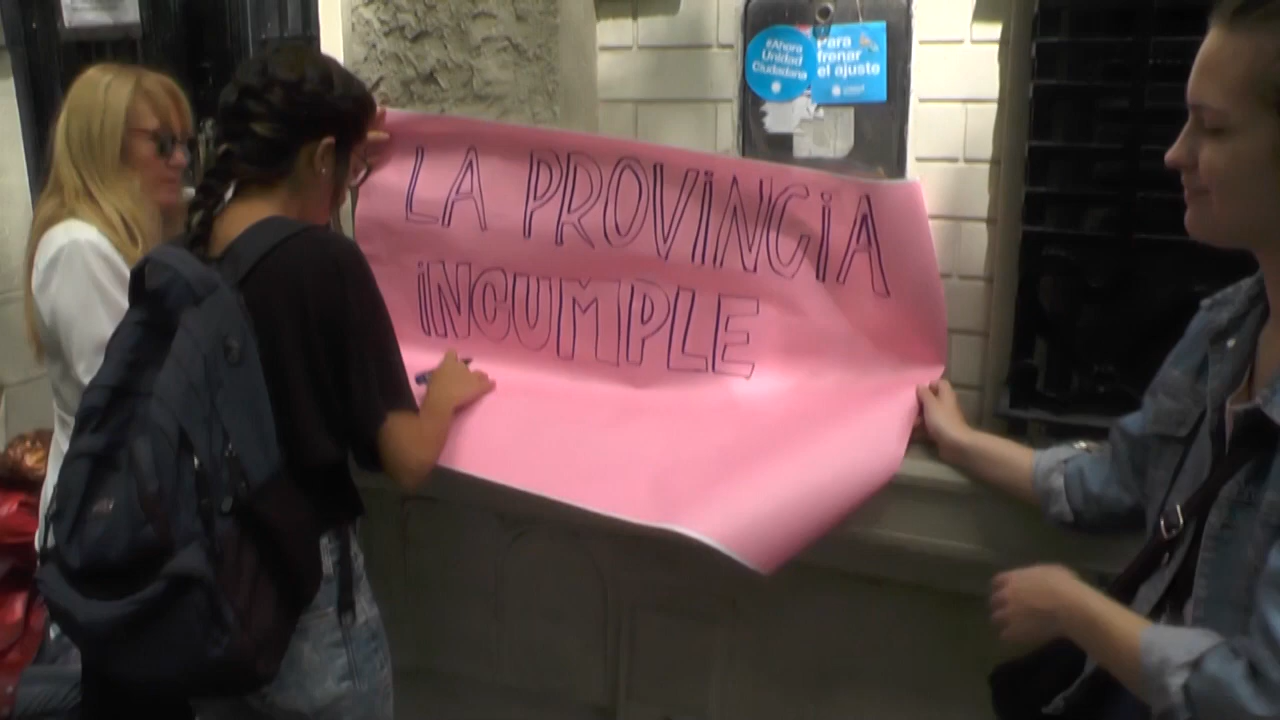 #Ahora
Unidad
Ciudadana
Para
frenar
el ajuste
LA PROViNCiA
iNCUMPLE